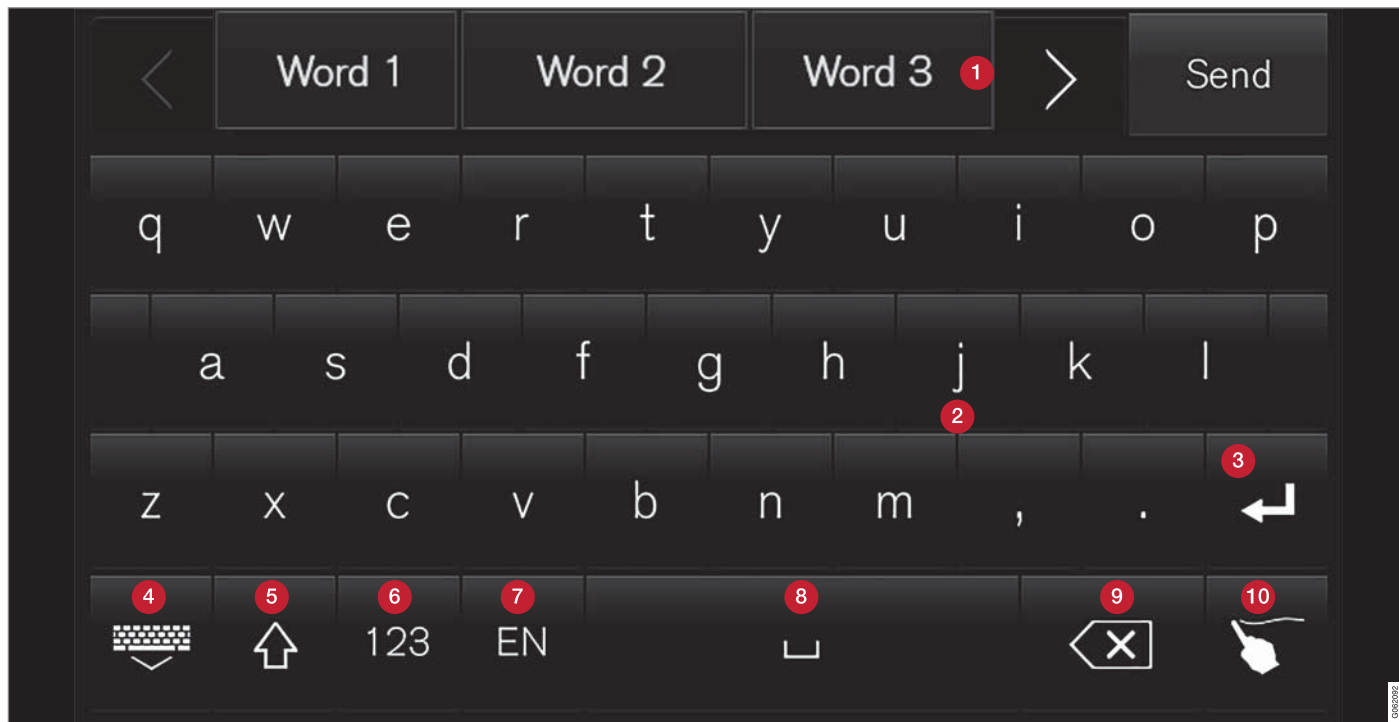 Word 1 Word 2 Word 3 1 Send
q w e r t y u i o p
a s d f g h j k l
2
3
z x c v b n m , .
4 5 6 7 8 9 10
123 EN
G062092